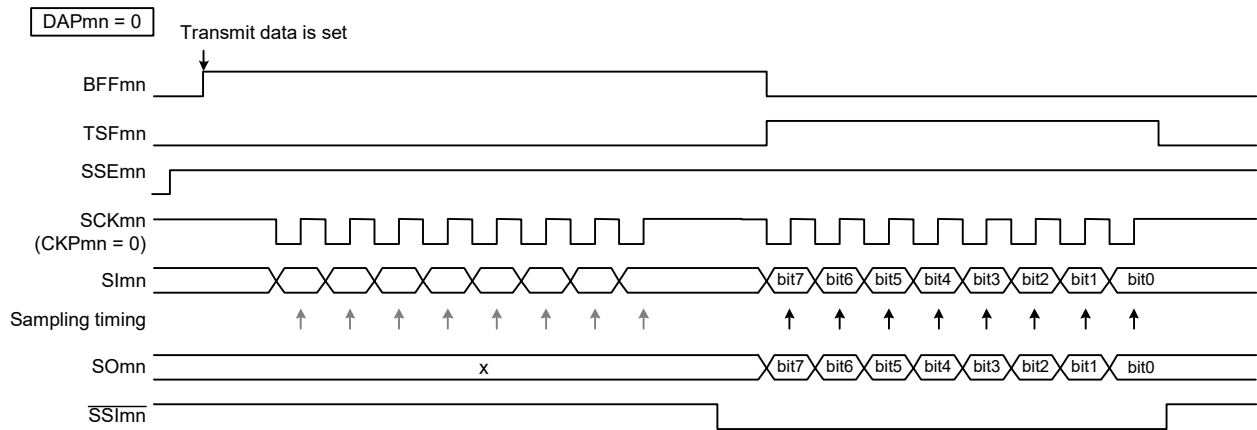 DAPmn = 0
Transmit data is set
BFFmn
TSFmn
SSEmn
SCKmn
(CKPmn = 0)
SImn
bit7 bit6 bit5 bit4 bit3 bit2 bit1 bit0
Sampling timing
SOmn
x
bit7 bit6 bit5 bit4 bit3 bit2 bit1 bit0
SSImn